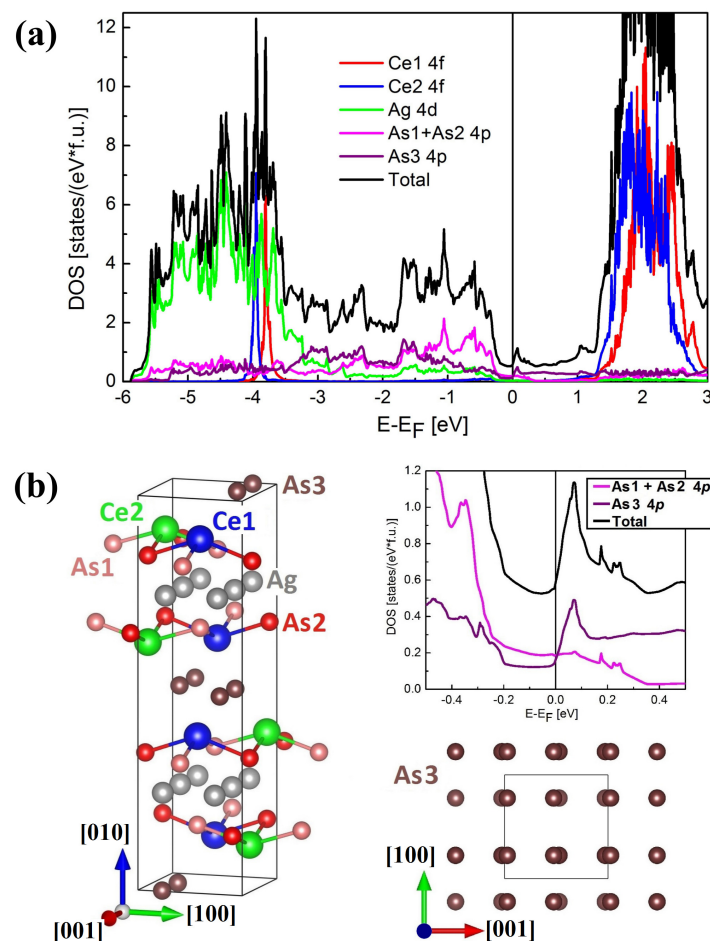 (a)
DOS [states/(eV*f.u.)]
12
10
8
6
4
2
0
Ce1 4f
Ce2 4f
Ag 4d
As1+As2 4p
As3 4p
Total
-6 -5 -4 -3 -2 -1 0 1 2 3
E-E_F [eV]
(b)
As3
Ce2
Ce1
As1
Ag
As2
[010]
[100]
[001]
DOS [states/(eV*f.u.)]
1.2
1.0
0.8
0.6
0.4
0.2
0.0
As1 + As2 4p
As3 4p
Total
-0.4 -0.2 0.0 0.2 0.4
E-E_F [eV]
As3
[100]
[001]